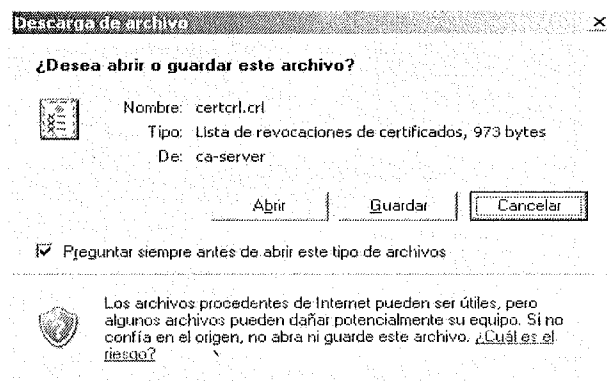 Descarga de archivo
¿Desea abrir o guardar este archivo?
Nombre: certcrl.crl
Tipo: Lista de revocaciones de certificados, 973 bytes
De: ca-server
Abrir Guardar Cancelar
Preguntar siempre antes de abrir este tipo de archivos
Los archivos procedentes de Internet pueden ser útiles, pero
algunos archivos pueden dañar potencialmente su equipo. Si no
confía en el origen, no abra ni guarde este archivo. ¿Cuál es el
riesgo?